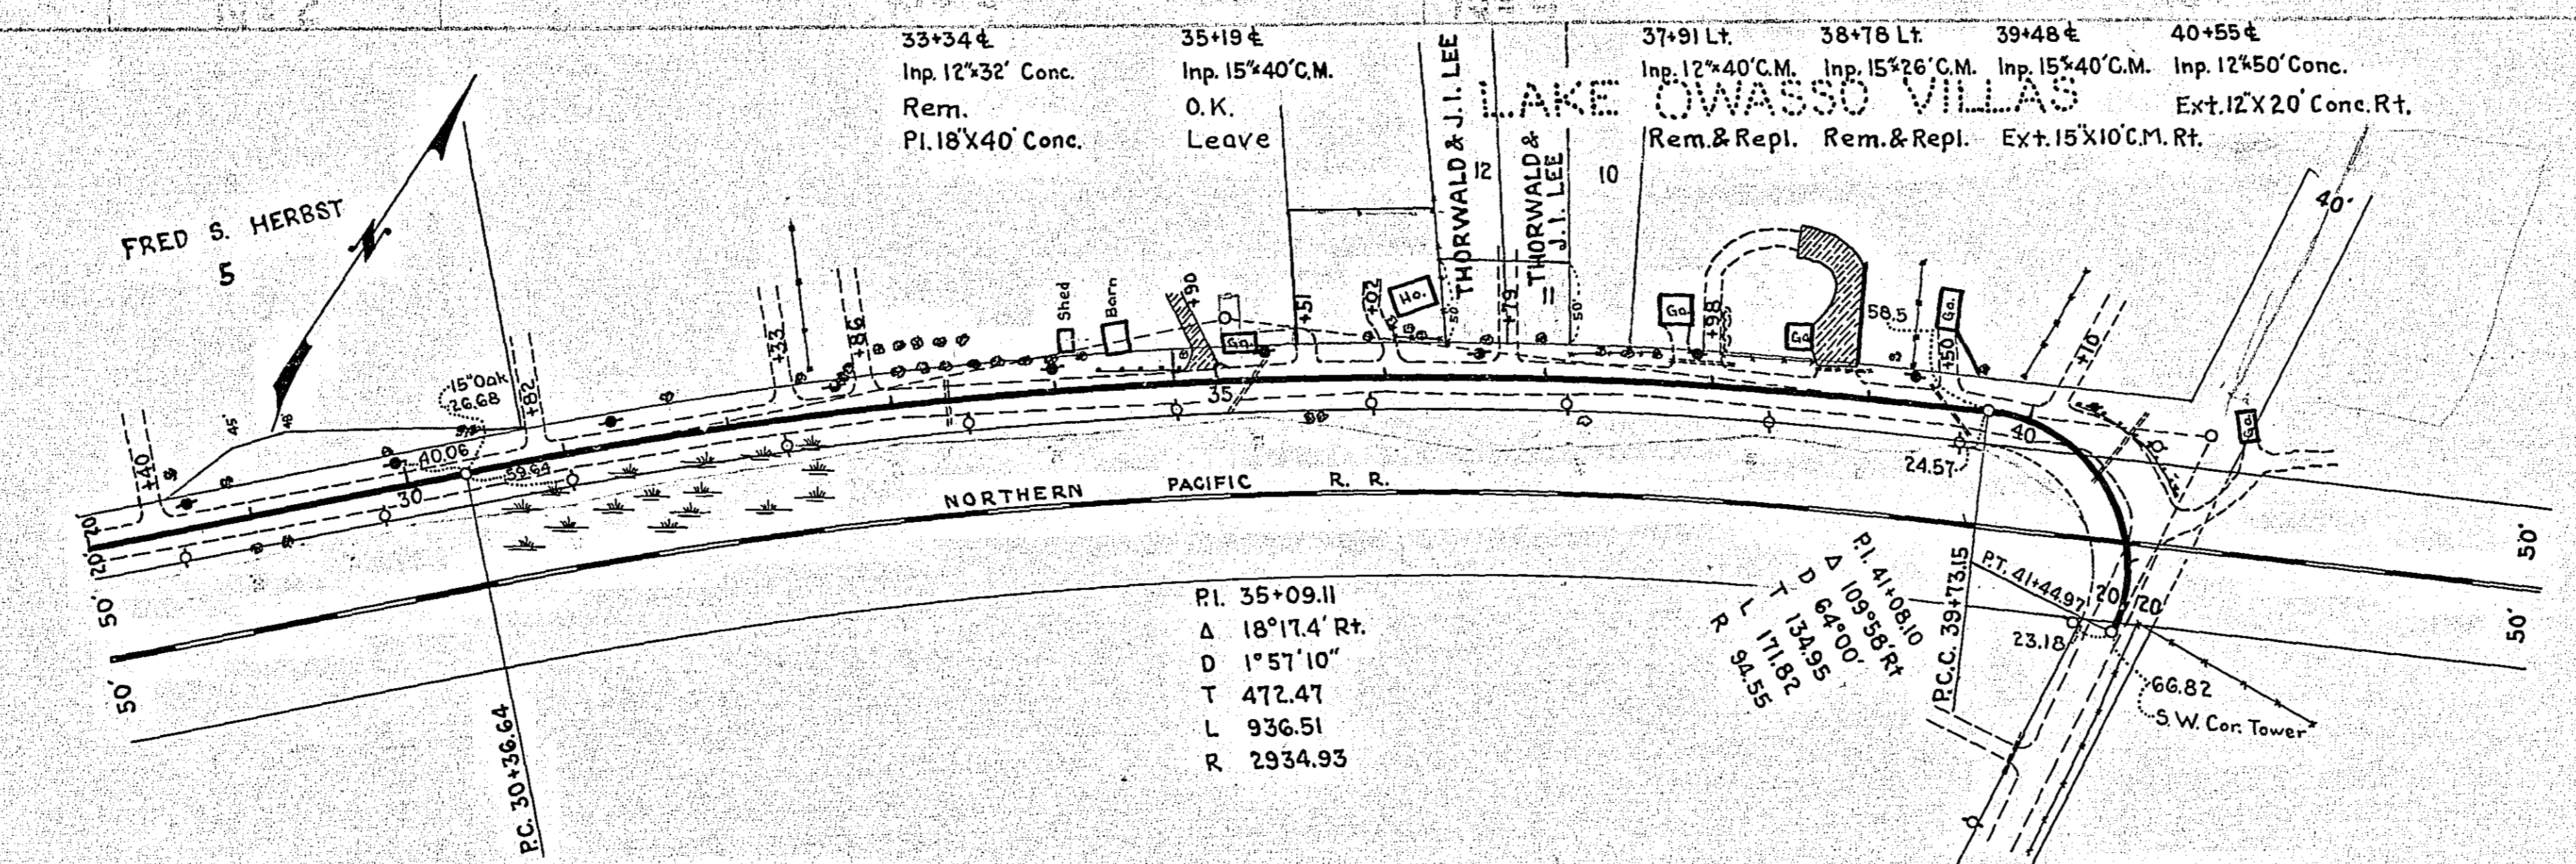 33+34 ℄
Inp. 12"x32' Conc.
Rem.
Pl. 18"X40' Conc.
35+19 ℄
Inp. 15"x40' C.M.
O.K.
Leave
37+91 Lt.
Inp. 12"x40' C.M.
Rem. & Repl.
38+78 Lt.
Inp. 15"x26' C.M.
Rem. & Repl.
39+48 ℄
Inp. 15"x40' C.M.
Ext. 15"X10' C.M. Rt.
40+55 ℄
Inp. 12"x50' Conc.
Ext. 12"X20' Conc. Rt.
LAKE OWASSO VILLAS
THORWALD & J. I. LEE
12
THORWALD &
J. I. LEE
11
10
40'
FRED S. HERBST
5
45'
48'
15" Oak
26.68
40.06
59.64
+40
+82
+33
+86
Shed
Barn
+90
Ga.
+51
+02
Ho.
50'
+79
50'
Ga.
+98
Ga.
58.5
Ga.
+50
+10
Ga.
30
35
40
24.57
20'
20'
50'
50'
NORTHERN PACIFIC R. R.
50'
50'
P.C. 30+36.64
P.I. 35+09.11
Δ 18°17.4' Rt.
D 1°57'10"
T 472.47
L 936.51
R 2934.93
P.I. 41+08.10
Δ 109°58' Rt
D 64°00'
T 134.95
L 171.82
R 94.55
P.C.C. 39+73.15
P.T. 41+44.97
20
20
23.18
66.82
S.W. Cor. Tower